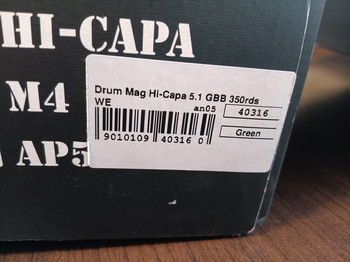 HI-CAPA
M4
AP5
Drum Mag Hi-Capa 5.1 GBB 350rds
WE
an05
40316
9010109 40316 0
Green